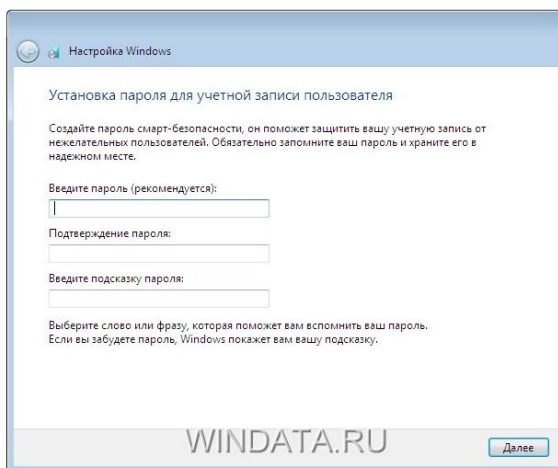 Настройка Windows
Установка пароля для учетной записи пользователя
Создайте пароль смарт-безопасности, он поможет защитить вашу учетную запись от
нежелательных пользователей. Обязательно запомните ваш пароль и храните его в
надежном месте.
Введите пароль (рекомендуется):
Подтверждение пароля:
Введите подсказку пароля:
Выберите слово или фразу, которая поможет вам вспомнить ваш пароль.
Если вы забудете пароль, Windows покажет вам вашу подсказку.
WINDATA.RU
Далее